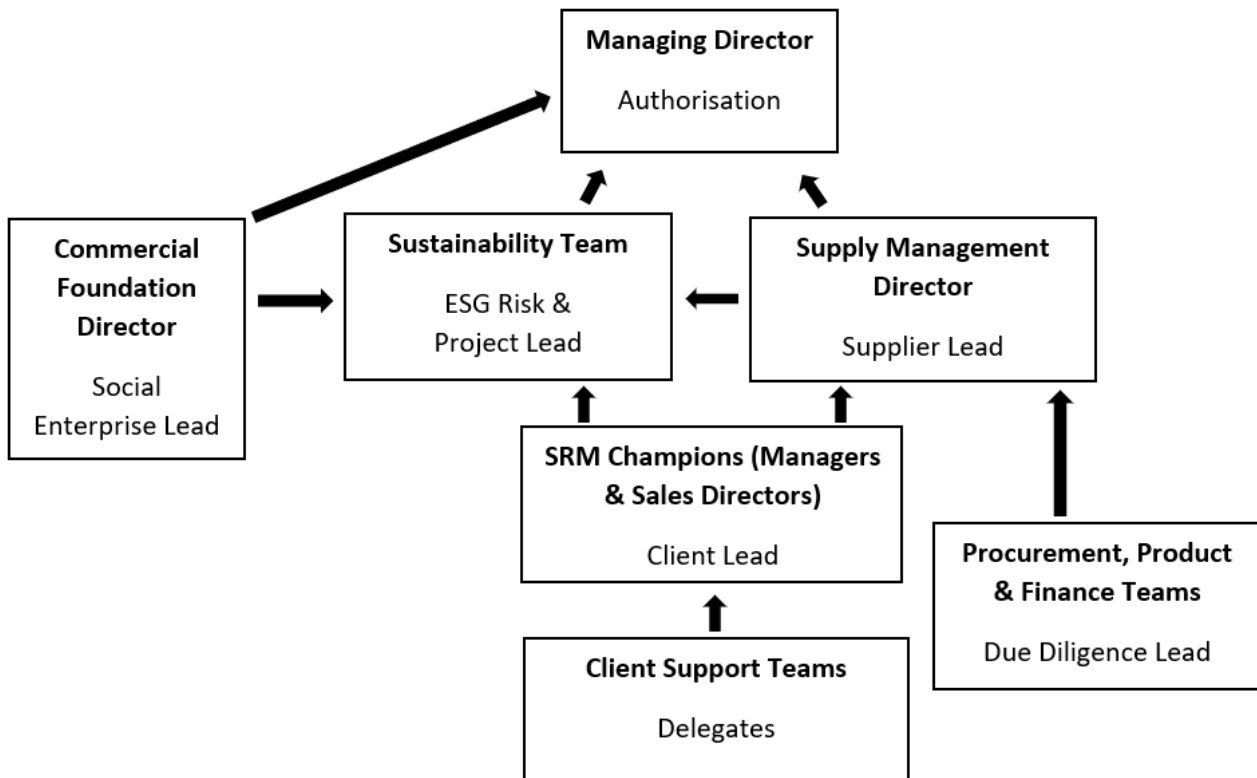 Managing Director
Authorisation
Commercial
Foundation
Director
Social
Enterprise Lead
Sustainability Team
ESG Risk &
Project Lead
Supply Management
Director
Supplier Lead
SRM Champions (Managers
& Sales Directors)
Client Lead
Procurement, Product
& Finance Teams
Due Diligence Lead
Client Support Teams
Delegates